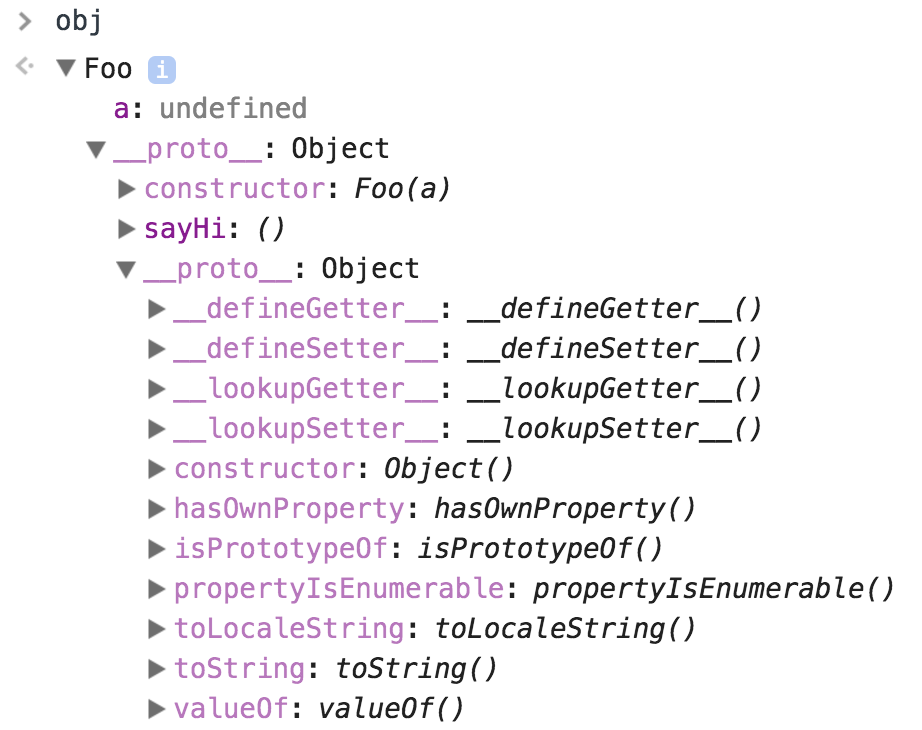 > obj
Foo i
a: undefined
__proto__: Object
constructor: Foo(a)
sayHi: ()
__proto__: Object
__defineGetter__: __defineGetter__()
__defineSetter__: __defineSetter__()
__lookupGetter__: __lookupGetter__()
__lookupSetter__: __lookupSetter__()
constructor: Object()
hasOwnProperty: hasOwnProperty()
isPrototypeOf: isPrototypeOf()
propertyIsEnumerable: propertyIsEnumerable()
toLocaleString: toLocaleString()
toString: toString()
valueOf: valueOf()